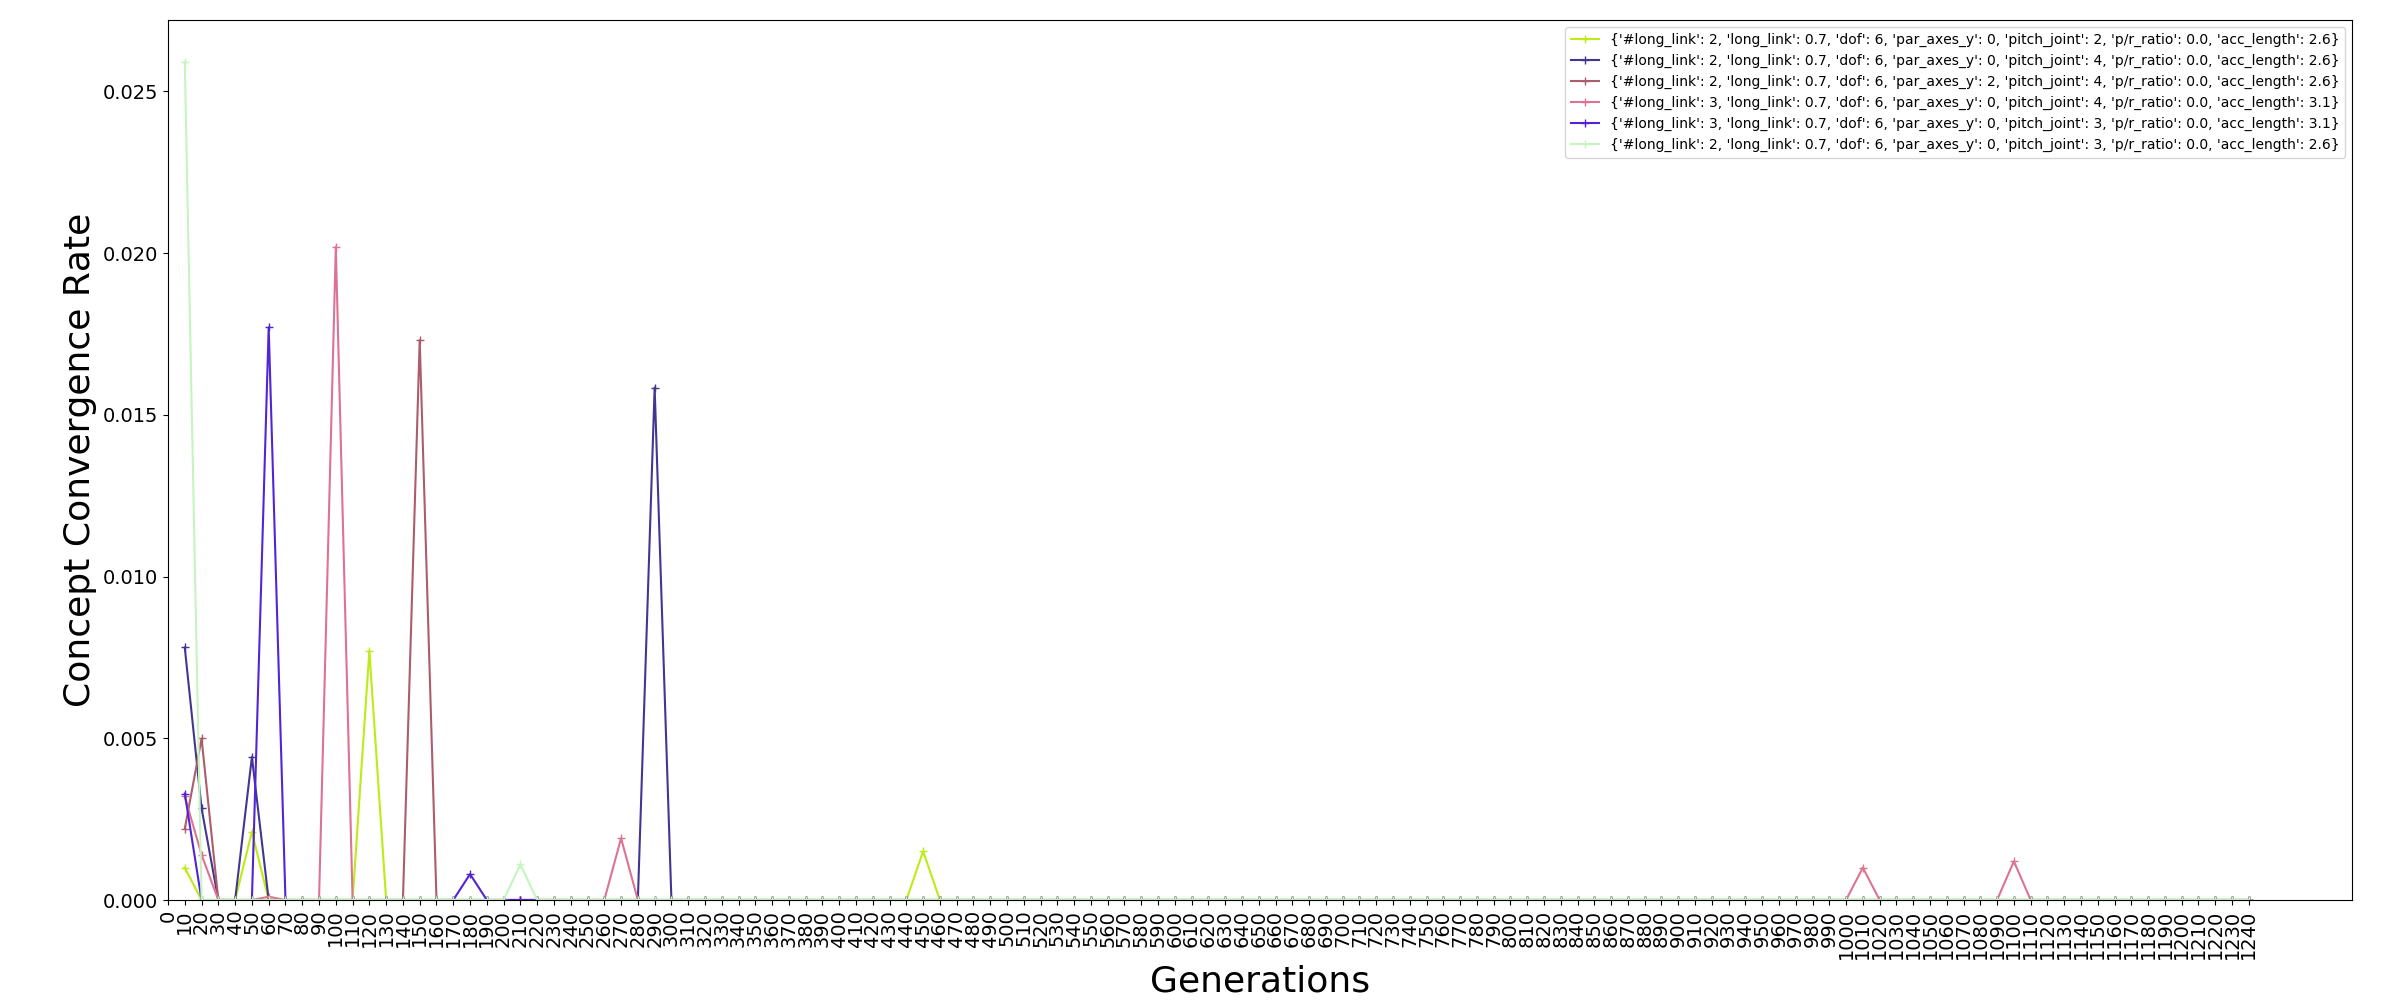 {'#long_link': 2, 'long_link': 0.7, 'dof': 6, 'par_axes_y': 0, 'pitch_joint': 2, 'p/r_ratio': 0.0, 'acc_length': 2.6}
{'#long_link': 2, 'long_link': 0.7, 'dof': 6, 'par_axes_y': 0, 'pitch_joint': 4, 'p/r_ratio': 0.0, 'acc_length': 2.6}
{'#long_link': 2, 'long_link': 0.7, 'dof': 6, 'par_axes_y': 2, 'pitch_joint': 4, 'p/r_ratio': 0.0, 'acc_length': 2.6}
{'#long_link': 3, 'long_link': 0.7, 'dof': 6, 'par_axes_y': 0, 'pitch_joint': 4, 'p/r_ratio': 0.0, 'acc_length': 3.1}
{'#long_link': 3, 'long_link': 0.7, 'dof': 6, 'par_axes_y': 0, 'pitch_joint': 3, 'p/r_ratio': 0.0, 'acc_length': 3.1}
{'#long_link': 2, 'long_link': 0.7, 'dof': 6, 'par_axes_y': 0, 'pitch_joint': 3, 'p/r_ratio': 0.0, 'acc_length': 2.6}
Concept Convergence Rate
0.025
0.020
0.015
0.010
0.005
0.000
0 10 20 30 40 50 60 70 80 90 100 110 120 130 140 150 160 170 180 190 200 210 220 230 240 250 260 270 280 290 300 310 320 330 340 350 360 370 380 390 400 410 420 430 440 450 460 470 480 490 500 510 520 530 540 550 560 570 580 590 600 610 620 630 640 650 660 670 680 690 700 710 720 730 740 750 760 770 780 790 800 810 820 830 840 850 860 870 880 890 900 910 920 930 940 950 960 970 980 990 1000 1010 1020 1030 1040 1050 1060 1070 1080 1090 1100 1110 1120 1130 1140 1150 1160 1170 1180 1190 1200 1210 1220 1230 1240
Generations